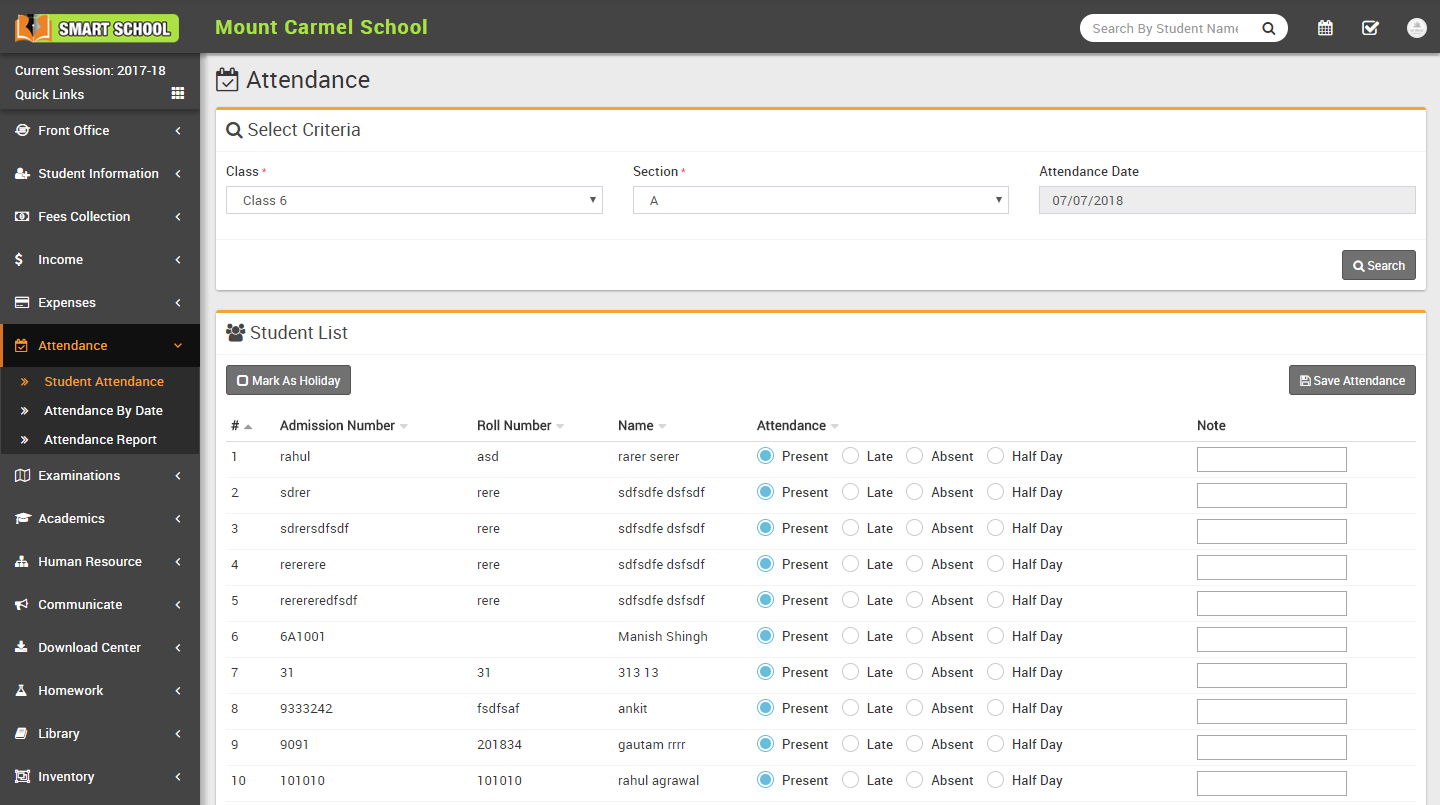 SMART SCHOOL
Mount Carmel School
Search By Student Name
Current Session: 2017-18
Quick Links
Front Office
Student Information
Fees Collection
Income
Expenses
Attendance
Student Attendance
Attendance By Date
Attendance Report
Examinations
Academics
Human Resource
Communicate
Download Center
Homework
Library
Inventory
Attendance
Select Criteria
Class * Section * Attendance Date
Class 6 A 07/07/2018
Search
Student List
Mark As Holiday Save Attendance
# Admission Number Roll Number Name Attendance Note
1 rahul asd rarer serer Present Late Absent Half Day
2 sdrer rere sdfsdfe dsfsdf Present Late Absent Half Day
3 sdrersdfsdf rere sdfsdfe dsfsdf Present Late Absent Half Day
4 rererere rere sdfsdfe dsfsdf Present Late Absent Half Day
5 rerereredfsdf rere sdfsdfe dsfsdf Present Late Absent Half Day
6 6A1001 Manish Shingh Present Late Absent Half Day
7 31 31 313 13 Present Late Absent Half Day
8 9333242 fsdfsaf ankit Present Late Absent Half Day
9 9091 201834 gautam rrrr Present Late Absent Half Day
10 101010 101010 rahul agrawal Present Late Absent Half Day